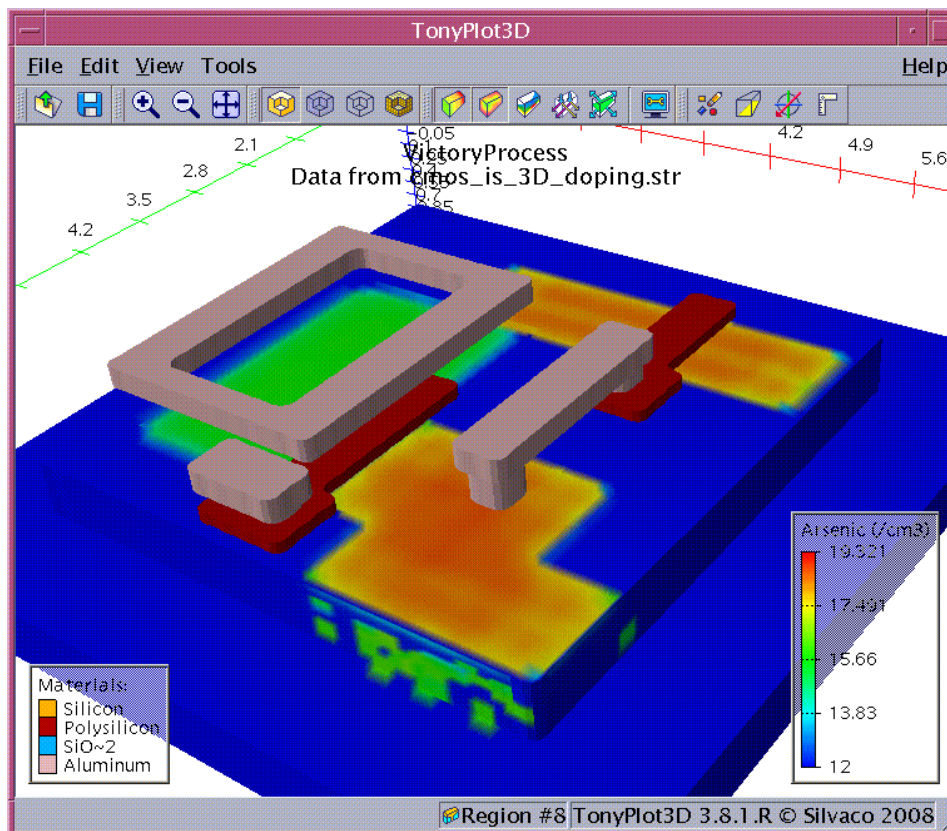 TonyPlot3D
File Edit View Tools Help
-0.05
4.2
4.9
5.6
2.1
2.8
3.5
4.2
VictoryProcess
Data from cmos_is_3D_doping.str
Arsenic (/cm3)
19.321
17.491
15.66
13.83
12
Materials:
Silicon
Polysilicon
SiO~2
Aluminum
Region #8 TonyPlot3D 3.8.1.R © Silvaco 2008